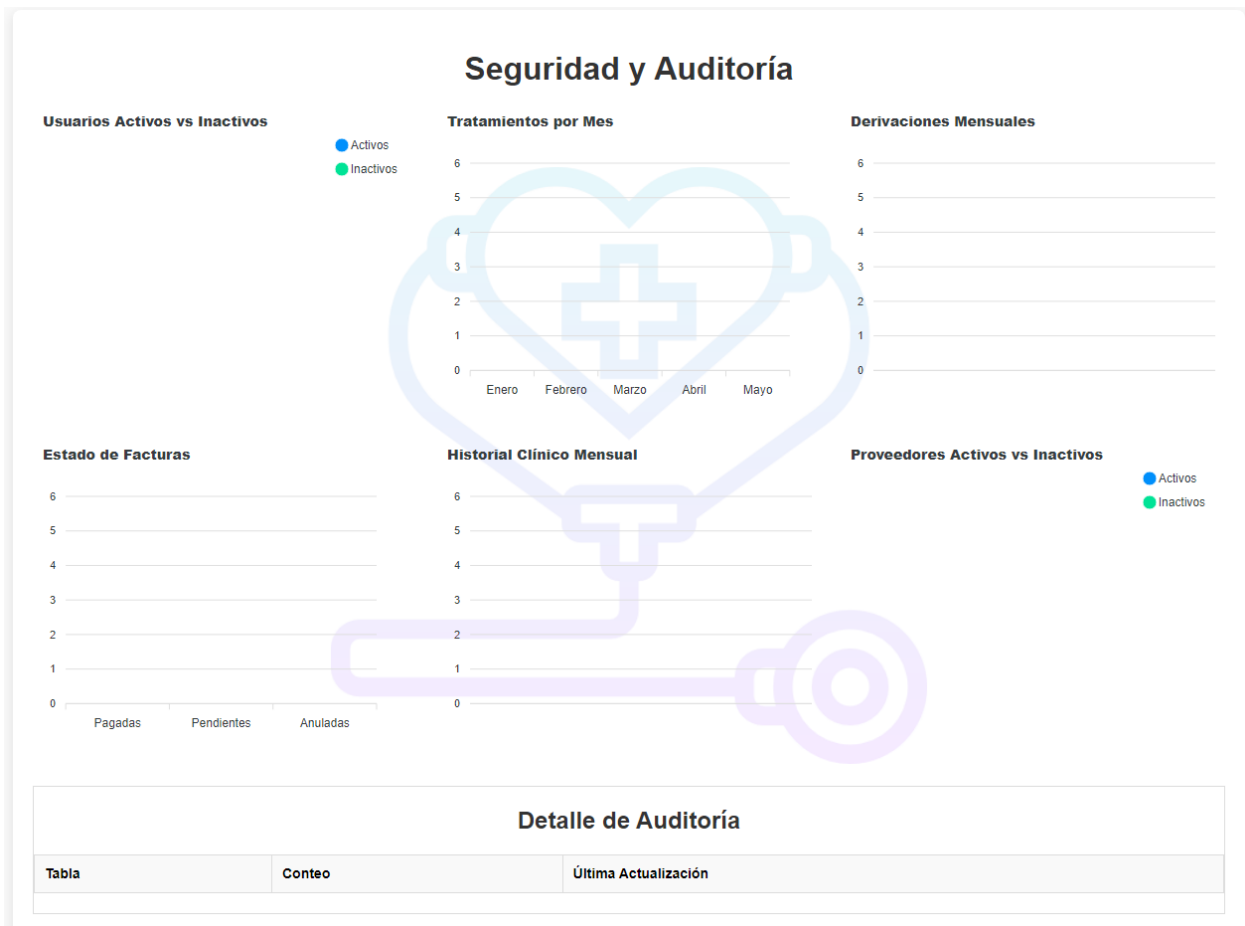 Seguridad y Auditoría
Usuarios Activos vs Inactivos
Activos
Inactivos
Tratamientos por Mes
6
5
4
3
2
1
0
Enero Febrero Marzo Abril Mayo
Derivaciones Mensuales
6
5
4
3
2
1
0
Estado de Facturas
6
5
4
3
2
1
0
Pagadas Pendientes Anuladas
Historial Clínico Mensual
6
5
4
3
2
1
0
Proveedores Activos vs Inactivos
Activos
Inactivos
Detalle de Auditoría
Tabla Conteo Última Actualización